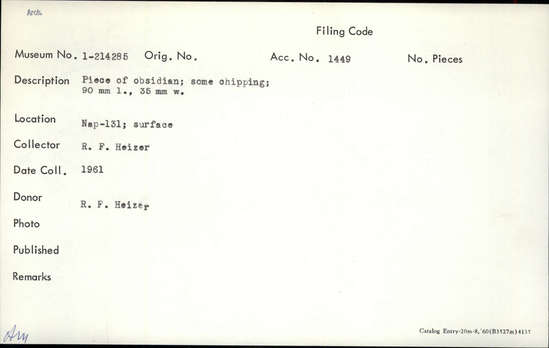 Arch.
Filing Code
Museum No. 1-214285 Orig. No. Acc. No. 1449 No. Pieces
Description Piece of obsidian; some chipping;
90 mm l., 35 mm w.
Location Nap-131; surface
Collector R. F. Heizer
Date Coll. 1961
Donor R. F. Heizer
Photo
Published
Remarks
Catalog Entry-20m-8,'60(B3527m)4117